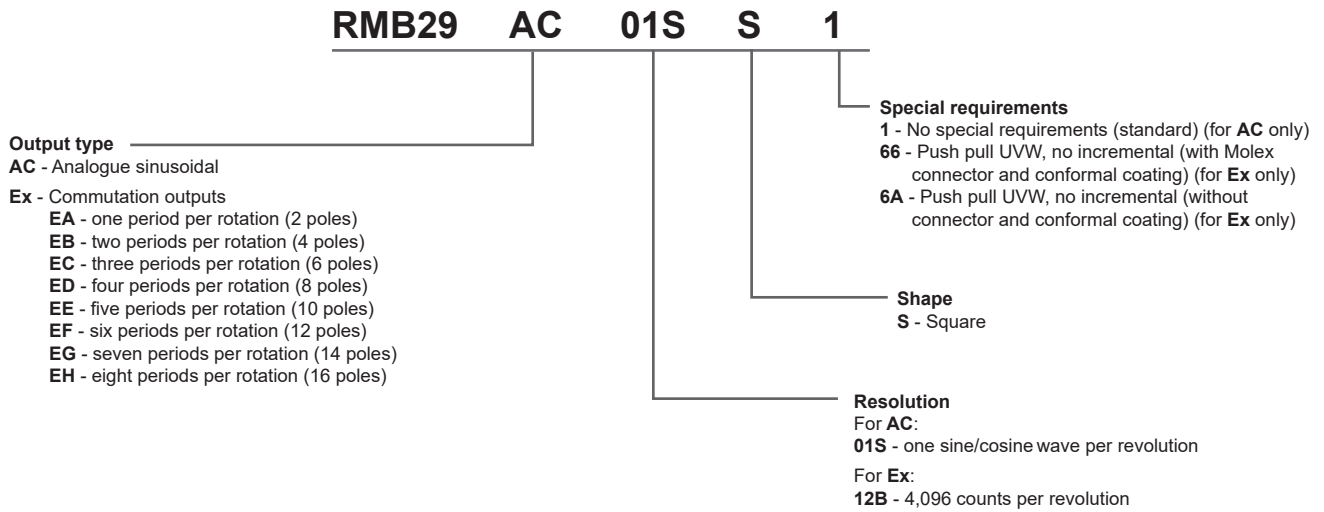 RMB29 AC 01S S 1
Output type
AC - Analogue sinusoidal
Ex - Commutation outputs
EA - one period per rotation (2 poles)
EB - two periods per rotation (4 poles)
EC - three periods per rotation (6 poles)
ED - four periods per rotation (8 poles)
EE - five periods per rotation (10 poles)
EF - six periods per rotation (12 poles)
EG - seven periods per rotation (14 poles)
EH - eight periods per rotation (16 poles)
Special requirements
1 - No special requirements (standard) (for AC only)
66 - Push pull UVW, no incremental (with Molex
connector and conformal coating) (for Ex only)
6A - Push pull UVW, no incremental (without
connector and conformal coating) (for Ex only)
Shape
S - Square
Resolution
For AC:
01S - one sine/cosine wave per revolution
For Ex:
12B - 4,096 counts per revolution